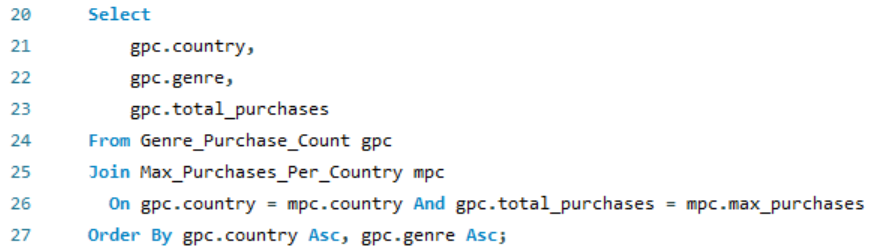 20 Select
21 gpc.country,
22 gpc.genre,
23 gpc.total_purchases
24 From Genre_Purchase_Count gpc
25 Join Max_Purchases_Per_Country mpc
26 On gpc.country = mpc.country And gpc.total_purchases = mpc.max_purchases
27 Order By gpc.country Asc, gpc.genre Asc;